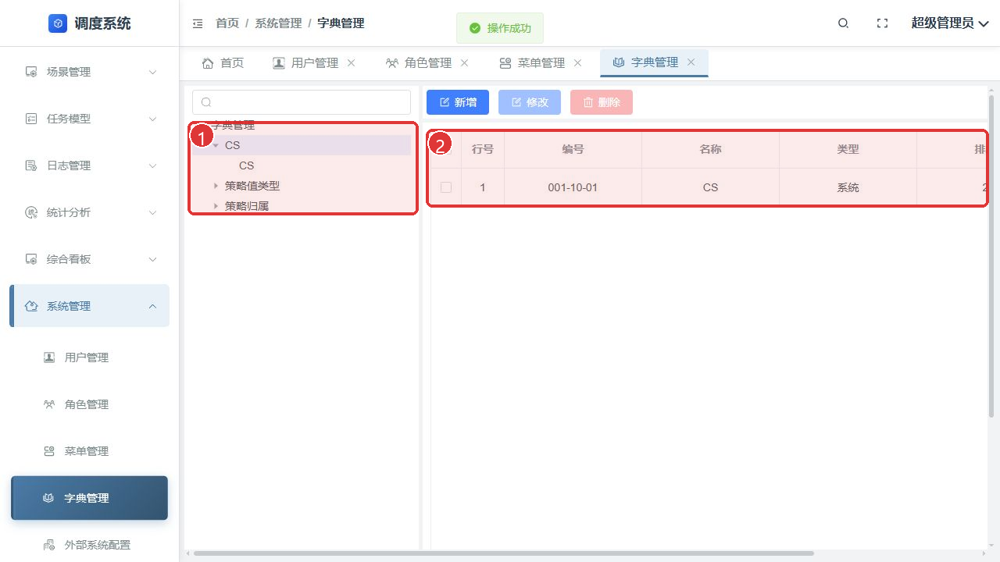 调度系统
首页 / 系统管理 / 字典管理
操作成功
超级管理员
首页
用户管理
角色管理
菜单管理
字典管理
场景管理
任务模型
日志管理
统计分析
综合看板
系统管理
用户管理
角色管理
菜单管理
字典管理
外部系统配置
字典管理
1
CS
CS
策略值类型
策略归属
新增
修改
删除
2
行号 编号 名称 类型 排
1 001-10-01 CS 系统 2